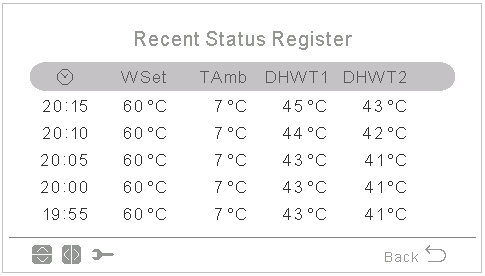 Recent Status Register
WSet TAmb DHWT1 DHWT2
20:15 60°C 7°C 45°C 43°C
20:10 60°C 7°C 44°C 42°C
20:05 60°C 7°C 43°C 41°C
20:00 60°C 7°C 43°C 41°C
19:55 60°C 7°C 43°C 41°C
Back